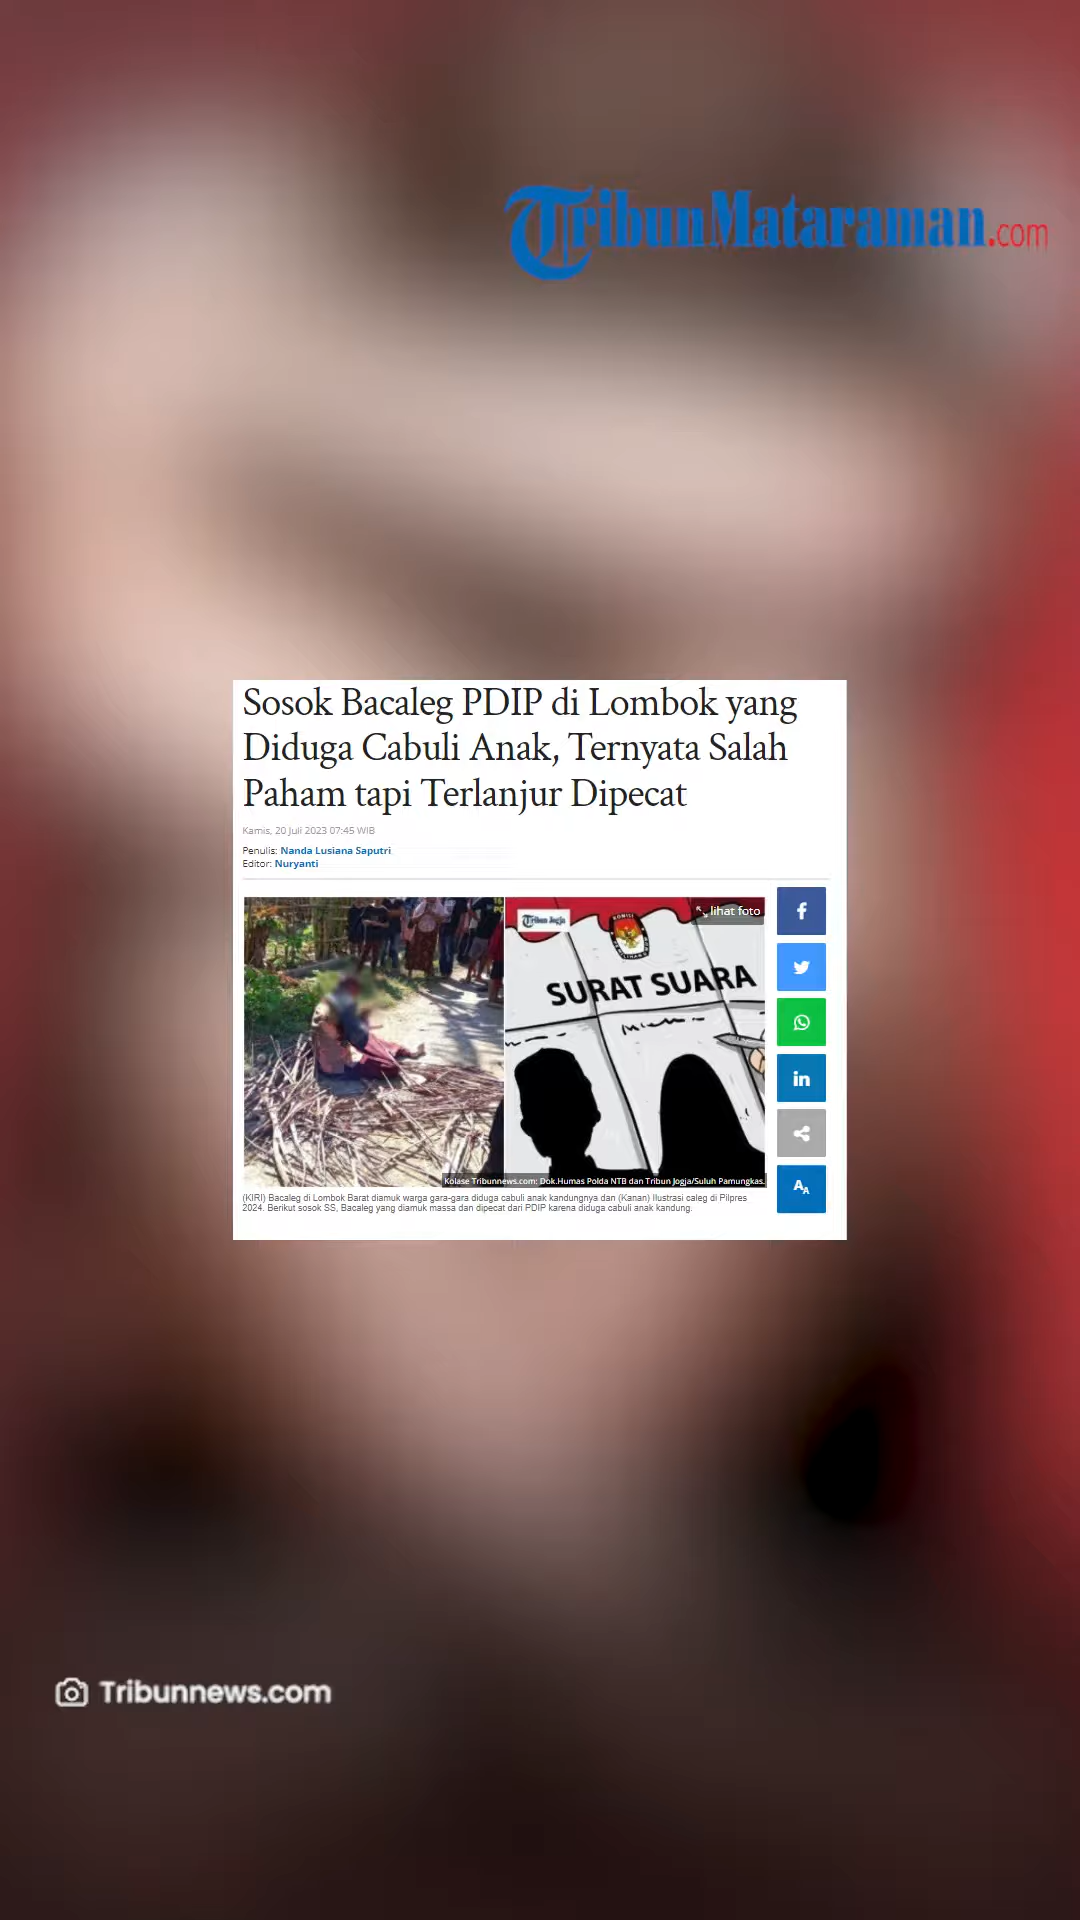 TribunMataraman.com
Sosok Bacaleg PDIP di Lombok yang
Diduga Cabuli Anak, Ternyata Salah
Paham tapi Terlanjur Dipecat
Kamis, 20 Juli 2023 07:45 WIB
Penulis: Nanda Lusiana Saputri
Editor: Nuryanti
lihat foto
Tribun Jogja
KOMISI
SURAT SUARA
Kolase Tribunnews.com: Dok.Humas Polda NTB dan Tribun Jogja/Suluh Pamungkas.
(KIRI) Bacaleg di Lombok Barat diamuk warga gara-gara diduga cabuli anak kandungnya dan (Kanan) Ilustrasi caleg di Pilpres
2024. Berikut sosok SS, Bacaleg yang diamuk massa dan dipecat dari PDIP karena diduga cabuli anak kandung.
Tribunnews.com